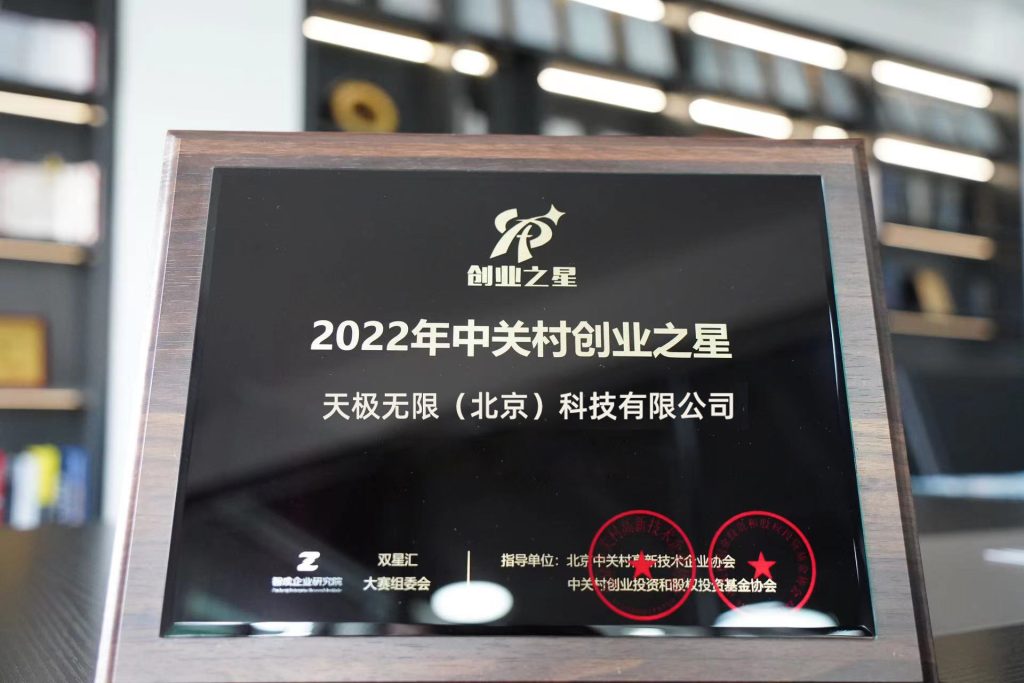 创业之星
2022年中关村创业之星
天极无限（北京）科技有限公司
双星汇
大赛组委会
指导单位：北京中关村高新技术企业协会
中关村创业投资和股权投资基金协会